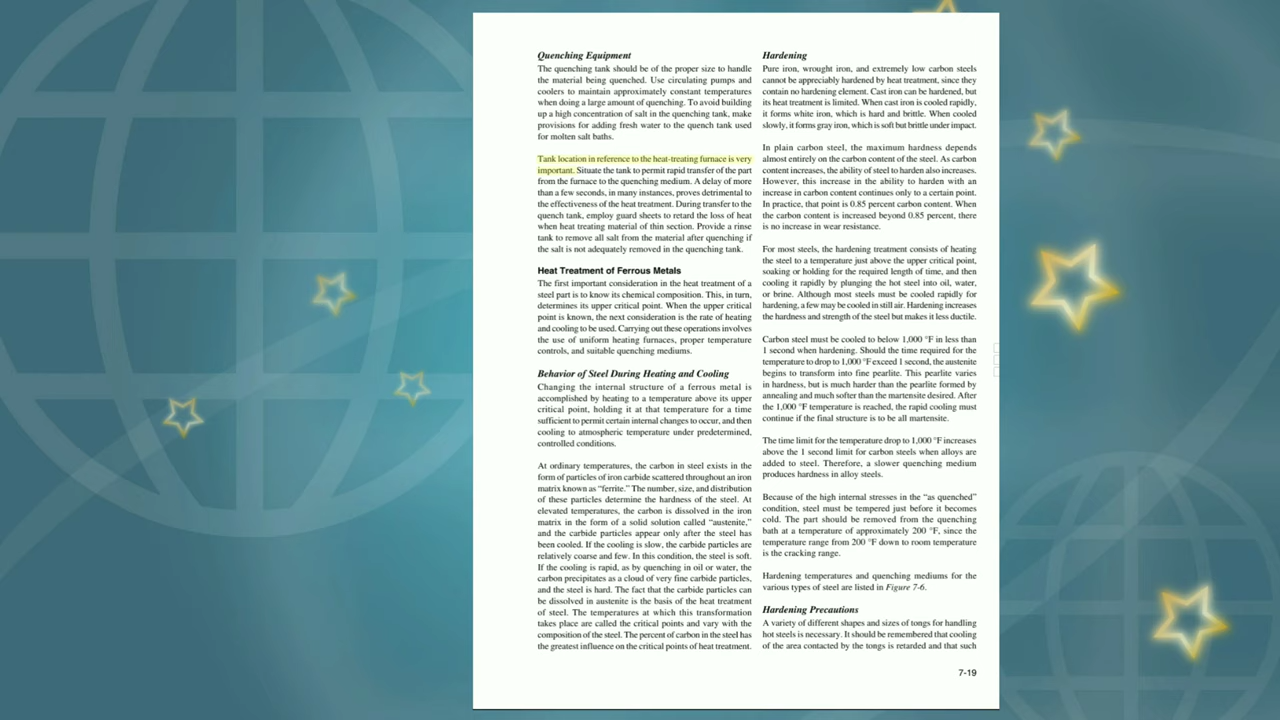 Quenching Equipment
The quenching tank should be of the proper size to handle
the material being quenched. Use circulating pumps and
coolers to maintain approximately constant temperatures
when doing a large amount of quenching. To avoid building
up a high concentration of salt in the quenching tank, make
provisions for adding fresh water to the quench tank used
for molten salt baths.
Tank location in reference to the heat-treating furnace is very
important. Situate the tank to permit rapid transfer of the part
from the furnace to the quenching medium. A delay of more
than a few seconds, in many instances, proves detrimental to
the effectiveness of the heat treatment. During transfer to the
quench tank, employ guard sheets to retard the loss of heat
when heat treating material of thin section. Provide a rinse
tank to remove all salt from the material after quenching if
the salt is not adequately removed in the quenching tank.
Heat Treatment of Ferrous Metals
The first important consideration in the heat treatment of a
steel part is to know its chemical composition. This, in turn,
determines its upper critical point. When the upper critical
point is known, the next consideration is the rate of heating
and cooling to be used. Carrying out these operations involves
the use of uniform heating furnaces, proper temperature
controls, and suitable quenching mediums.
Behavior of Steel During Heating and Cooling
Changing the internal structure of a ferrous metal is
accomplished by heating to a temperature above its upper
critical point, holding it at that temperature for a time
sufficient to permit certain internal changes to occur, and then
cooling to atmospheric temperature under predetermined,
controlled conditions.
At ordinary temperatures, the carbon in steel exists in the
form of particles of iron carbide scattered throughout an iron
matrix known as “ferrite.” The number, size, and distribution
of these particles determine the hardness of the steel. At
elevated temperatures, the carbon is dissolved in the iron
matrix in the form of a solid solution called “austenite,”
and the carbide particles appear only after the steel has
been cooled. If the cooling is slow, the carbide particles are
relatively coarse and few. In this condition, the steel is soft.
If the cooling is rapid, as by quenching in oil or water, the
carbon precipitates as a cloud of very fine carbide particles,
and the steel is hard. The fact that the carbide particles can
be dissolved in austenite is the basis of the heat treatment
of steel. The temperatures at which this transformation
takes place are called the critical points and vary with the
composition of the steel. The percent of carbon in the steel has
the greatest influence on the critical points of heat treatment.
Hardening
Pure iron, wrought iron, and extremely low carbon steels
cannot be appreciably hardened by heat treatment, since they
contain no hardening element. Cast iron can be hardened, but
its heat treatment is limited. When cast iron is cooled rapidly,
it forms white iron, which is hard and brittle. When cooled
slowly, it forms gray iron, which is soft but brittle under impact.
In plain carbon steel, the maximum hardness depends
almost entirely on the carbon content of the steel. As carbon
content increases, the ability of steel to harden also increases.
However, this increase in the ability to harden with an
increase in carbon content continues only to a certain point.
In practice, that point is 0.85 percent carbon content. When
the carbon content is increased beyond 0.85 percent, there
is no increase in wear resistance.
For most steels, the hardening treatment consists of heating
the steel to a temperature just above the upper critical point,
soaking or holding for the required length of time, and then
cooling it rapidly by plunging the hot steel into oil, water,
or brine. Although most steels must be cooled rapidly for
hardening, a few may be cooled in still air. Hardening increases
the hardness and strength of the steel but makes it less ductile.
Carbon steel must be cooled to below 1,000 °F in less than
1 second when hardening. Should the time required for the
temperature to drop to 1,000 °F exceed 1 second, the austenite
begins to transform into fine pearlite. This pearlite varies
in hardness, but is much harder than the pearlite formed by
annealing and much softer than the martensite desired. After
the 1,000 °F temperature is reached, the rapid cooling must
continue if the final structure is to be all martensite.
The time limit for the temperature drop to 1,000 °F increases
above the 1 second limit for carbon steels when alloys are
added to steel. Therefore, a slower quenching medium
produces hardness in alloy steels.
Because of the high internal stresses in the “as quenched”
condition, steel must be tempered just before it becomes
cold. The part should be removed from the quenching
bath at a temperature of approximately 200 °F, since the
temperature range from 200 °F down to room temperature
is the cracking range.
Hardening temperatures and quenching mediums for the
various types of steel are listed in Figure 7-6.
Hardening Precautions
A variety of different shapes and sizes of tongs for handling
hot steels is necessary. It should be remembered that cooling
of the area contacted by the tongs is retarded and that such
7-19